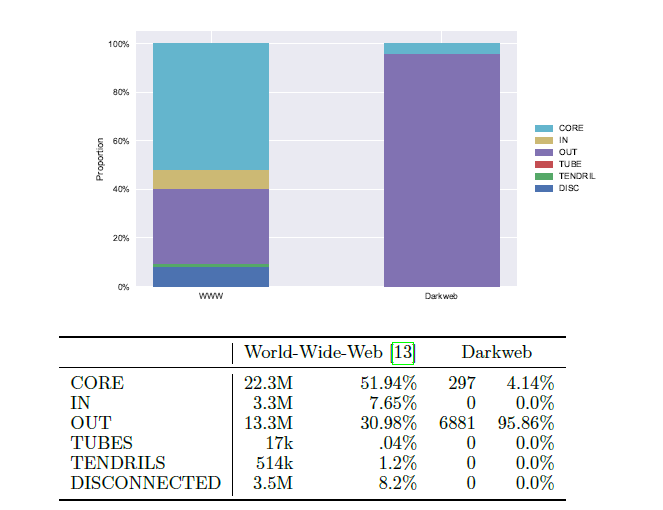 100%
80%
60%
40%
20%
0%
Proportion
WWW
Darkweb
CORE
IN
OUT
TUBE
TENDRIL
DISC
World-Wide-Web [13] Darkweb
CORE 22.3M 51.94% 297 4.14%
IN 3.3M 7.65% 0 0.0%
OUT 13.3M 30.98% 6881 95.86%
TUBES 17k .04% 0 0.0%
TENDRILS 514k 1.2% 0 0.0%
DISCONNECTED 3.5M 8.2% 0 0.0%